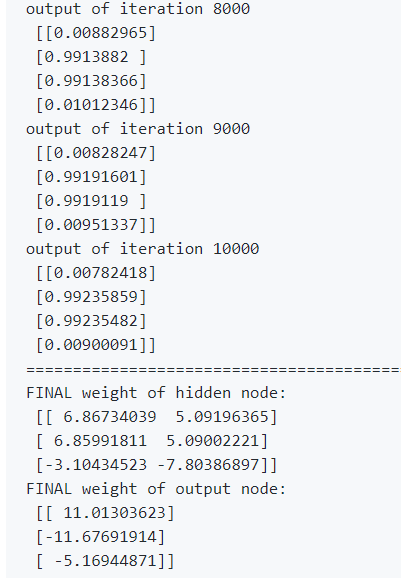 output of iteration 8000
[[0.00882965]
[0.9913882 ]
[0.99138366]
[0.01012346]]
output of iteration 9000
[[0.00828247]
[0.99191601]
[0.9919119 ]
[0.00951337]]
output of iteration 10000
[[0.00782418]
[0.99235859]
[0.99235482]
[0.00900091]]
========================================
FINAL weight of hidden node:
[[ 6.86734039  5.09196365]
[ 6.85991811  5.09002221]
[-3.10434523 -7.80386897]]
FINAL weight of output node:
[[ 11.01303623]
[-11.67691914]
[ -5.16944871]]